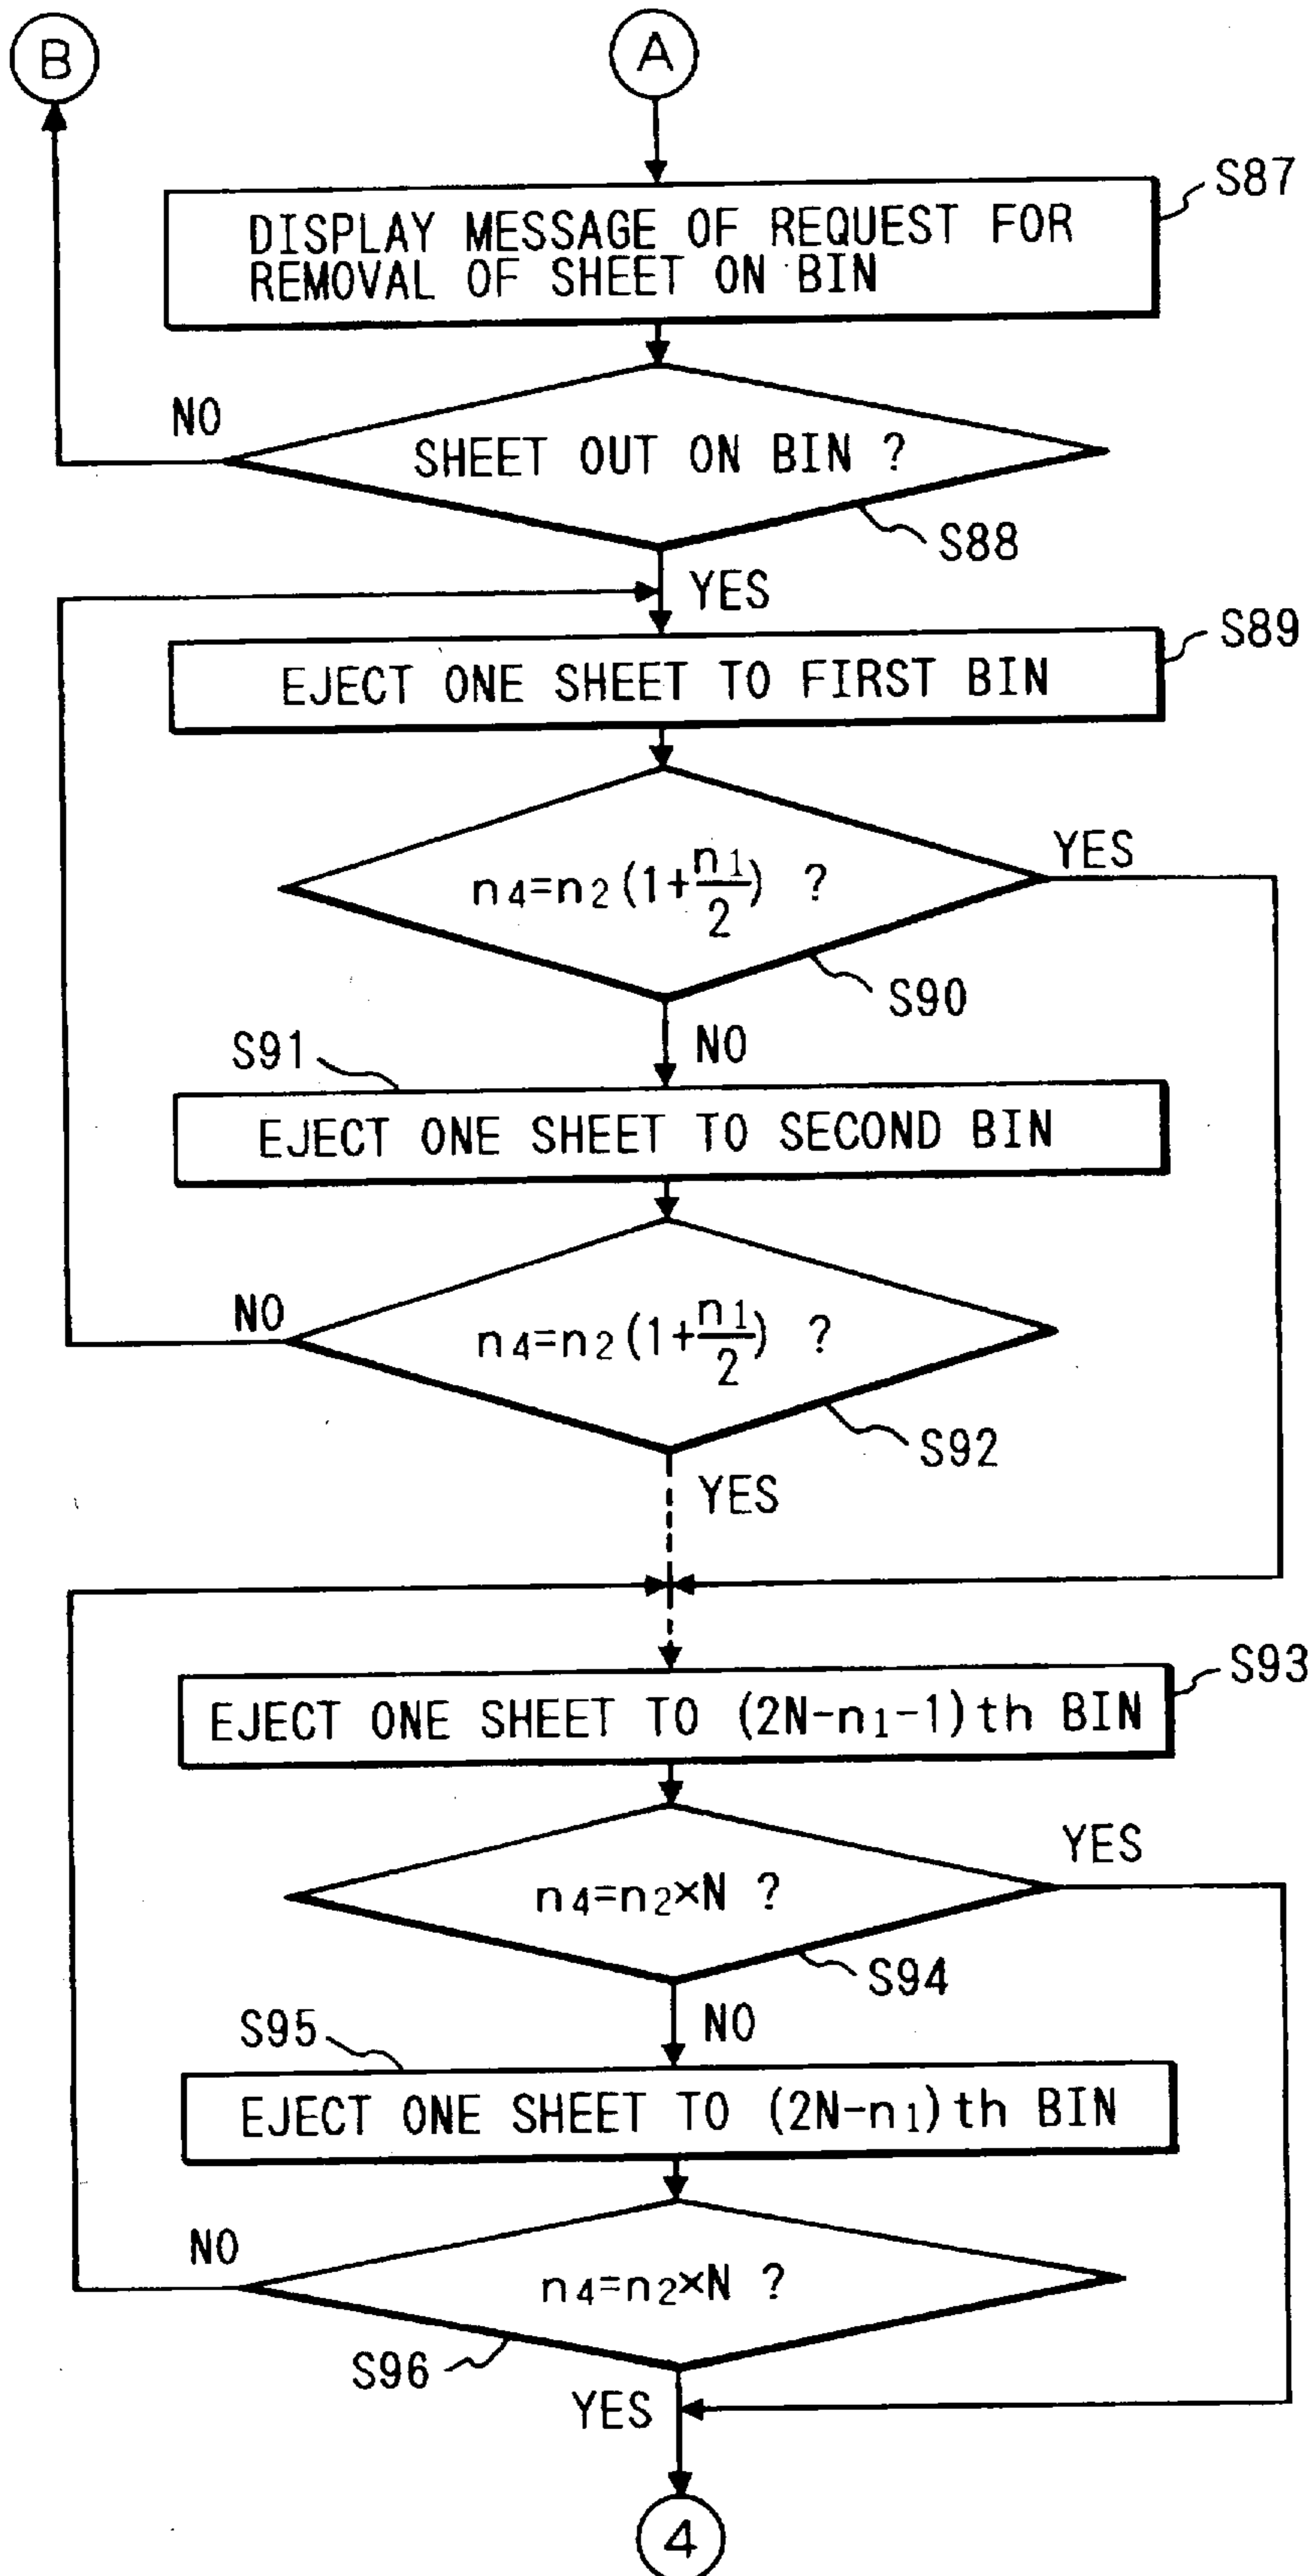 B
A
S87
DISPLAY MESSAGE OF REQUEST FOR
REMOVAL OF SHEET ON BIN
NO
SHEET OUT ON BIN ?
S88
YES
S89
EJECT ONE SHEET TO FIRST BIN
YES
n4=n2(1+n1/2) ?
S90
NO
S91
EJECT ONE SHEET TO SECOND BIN
NO
n4=n2(1+n1/2) ?
S92
YES
S93
EJECT ONE SHEET TO (2N-n1-1)th BIN
YES
n4=n2×N ?
S94
NO
S95
EJECT ONE SHEET TO (2N-n1)th BIN
NO
n4=n2×N ?
S96
YES
4